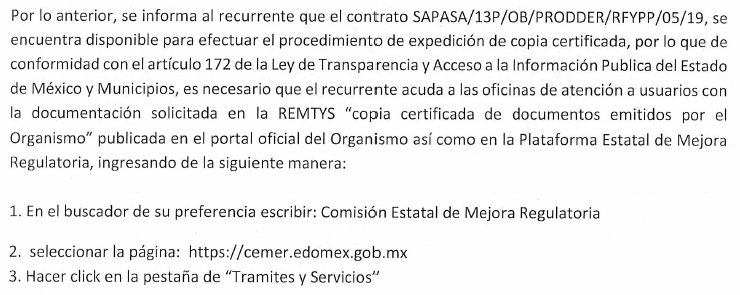 Por lo anterior, se informa al recurrente que el contrato SAPASA/13P/OB/PRODDER/RFYPP/05/19, se
encuentra disponible para efectuar el procedimiento de expedición de copia certificada, por lo que de
conformidad con el artículo 172 de la Ley de Transparencia y Acceso a la Información Publica del Estado
de México y Municipios, es necesario que el recurrente acuda a las oficinas de atención a usuarios con
la documentación solicitada en la REMTYS “copia certificada de documentos emitidos por el
Organismo” publicada en el portal oficial del Organismo así como en la Plataforma Estatal de Mejora
Regulatoria, ingresando de la siguiente manera:
1. En el buscador de su preferencia escribir: Comisión Estatal de Mejora Regulatoria
2. seleccionar la página: https://cemer.edomex.gob.mx
3. Hacer click en la pestaña de “Tramites y Servicios”